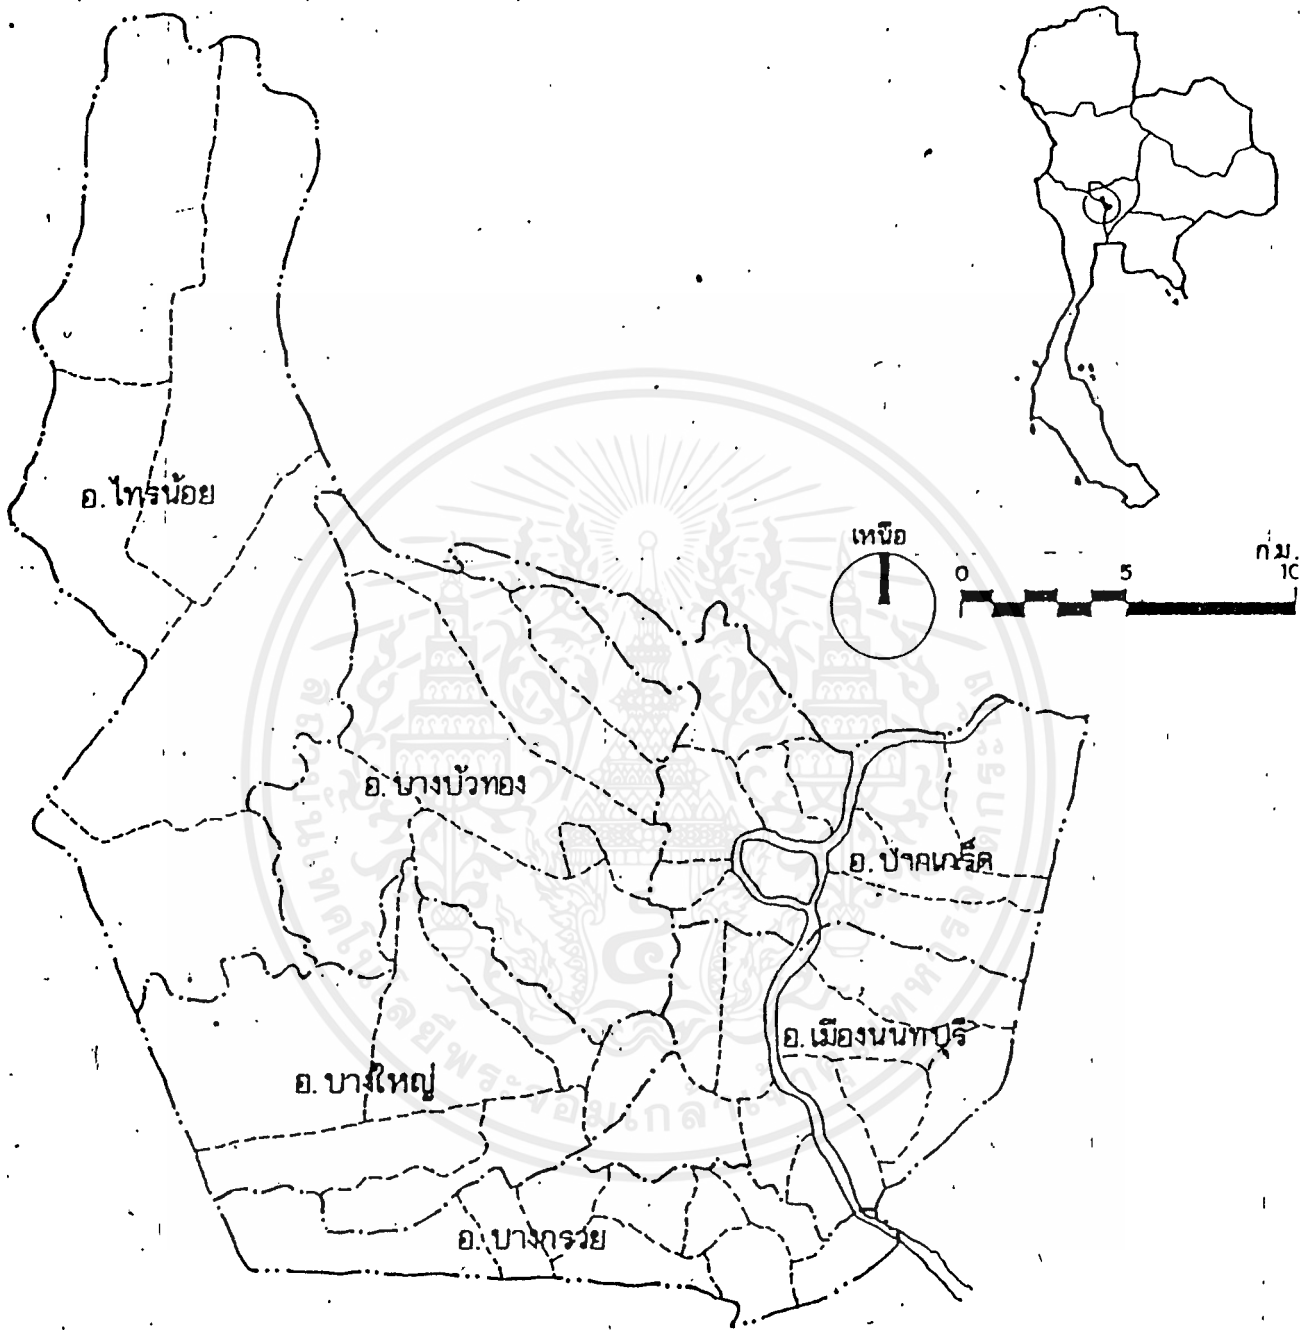 เหนือ
ก.ม.
0 5 10
อ. ไทรน้อย
อ. บางบัวทอง
อ. ปากเกร็ด
อ. เมืองนนทบุรี
อ. บางใหญ่
อ. บางกรวย